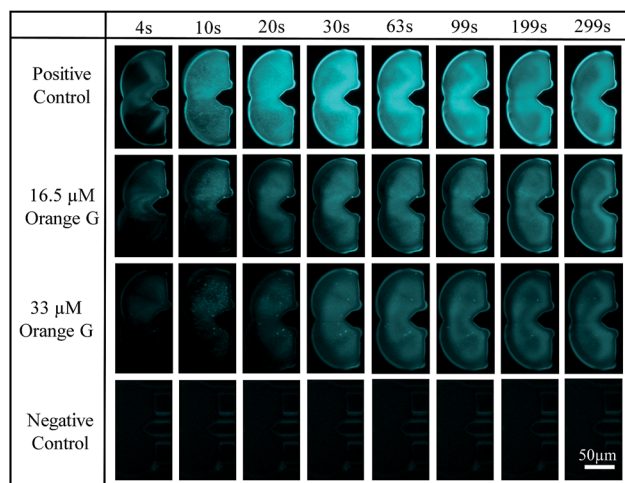 4s 10s 20s 30s 63s 99s 199s 299s
Positive
Control
16.5 µM
Orange G
33 µM
Orange G
Negative
Control
50µm